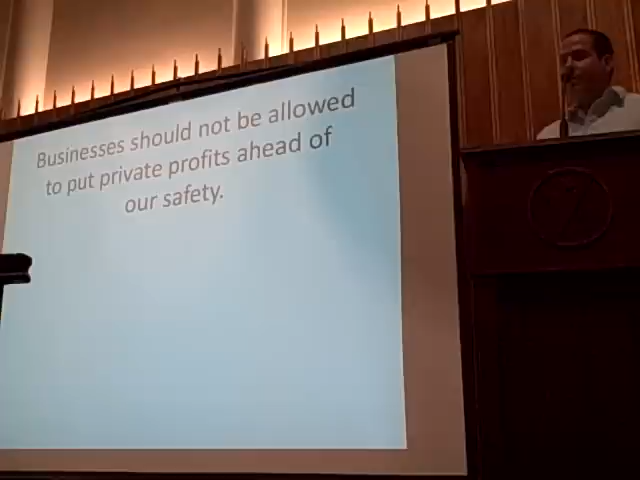 Businesses should not be allowed
to put private profits ahead of
our safety.